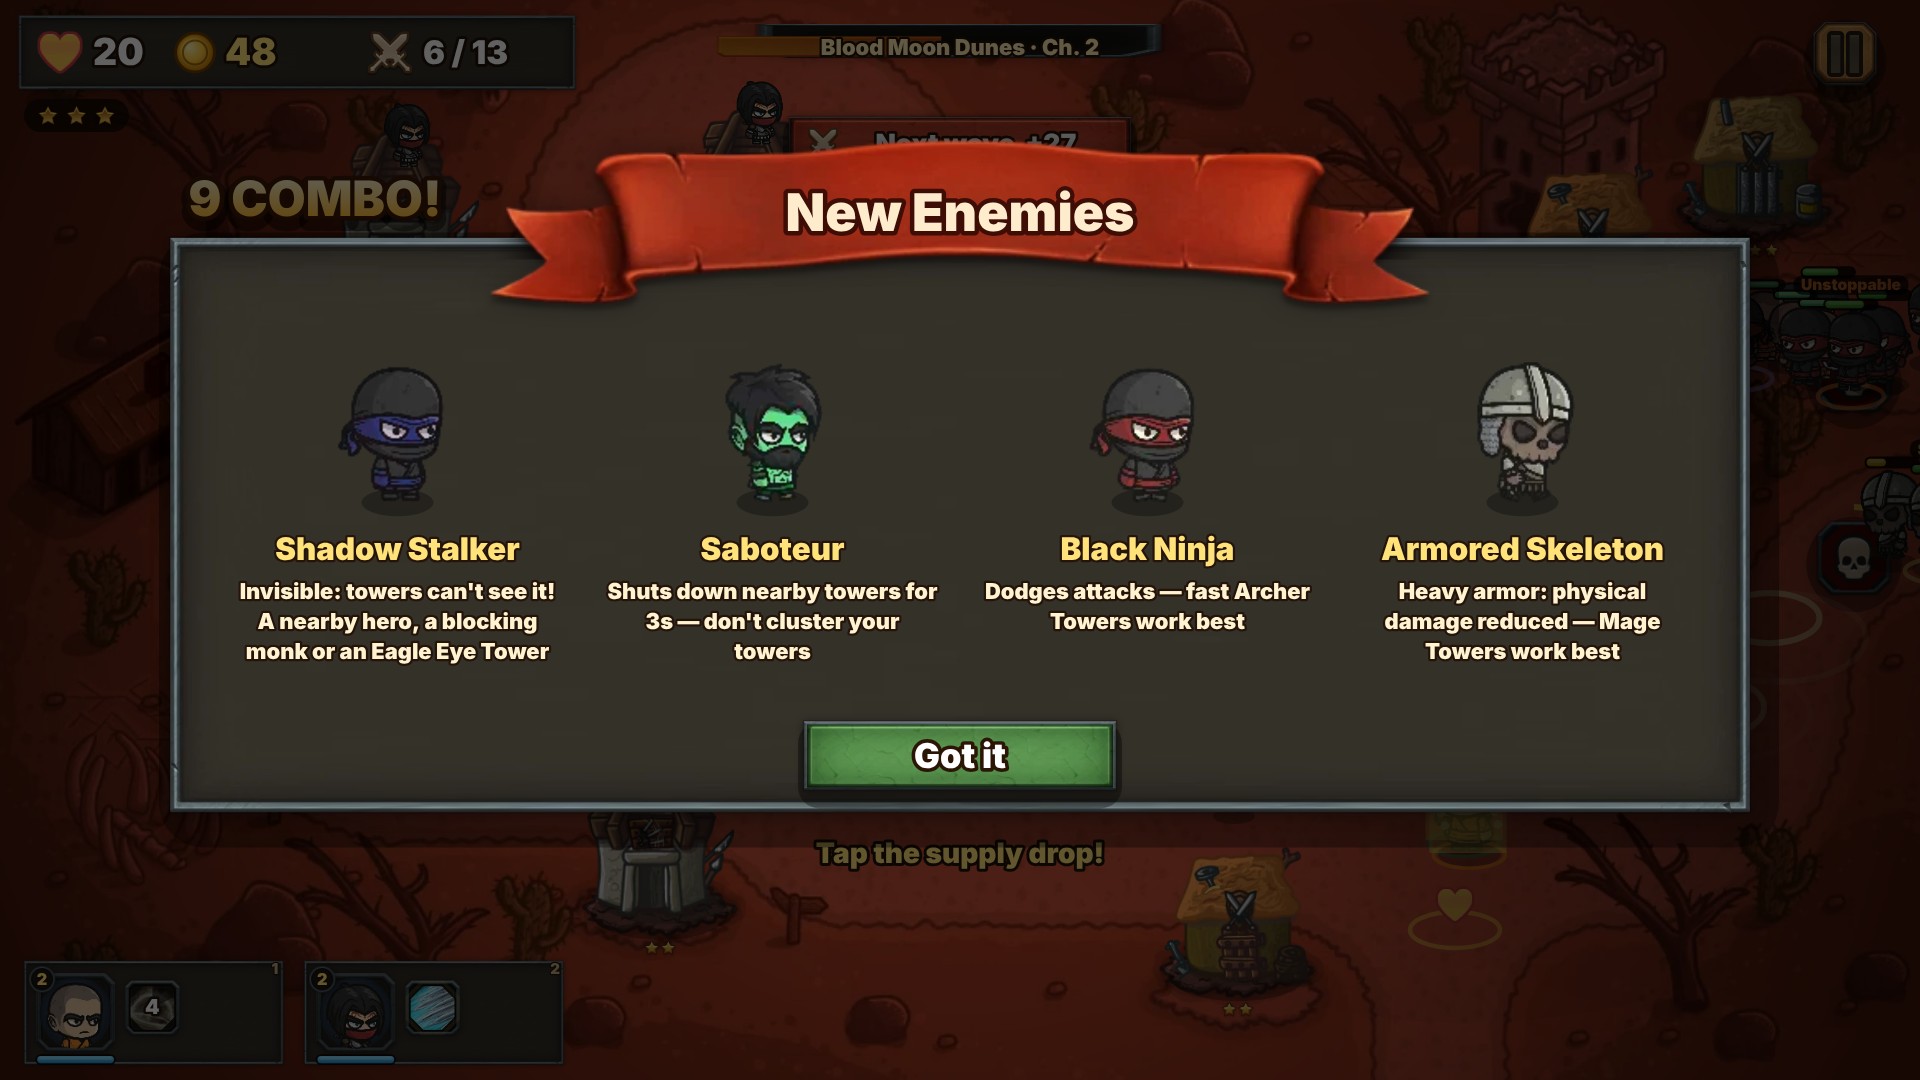 20
48
6 / 13
Blood Moon Dunes · Ch. 2
Next wave +27
9 COMBO!
New Enemies
Unstoppable
Shadow Stalker
Invisible: towers can't see it!
A nearby hero, a blocking
monk or an Eagle Eye Tower
Saboteur
Shuts down nearby towers for
3s — don't cluster your
towers
Black Ninja
Dodges attacks — fast Archer
Towers work best
Armored Skeleton
Heavy armor: physical
damage reduced — Mage
Towers work best
Got it
Tap the supply drop!
2
4
1
2
2